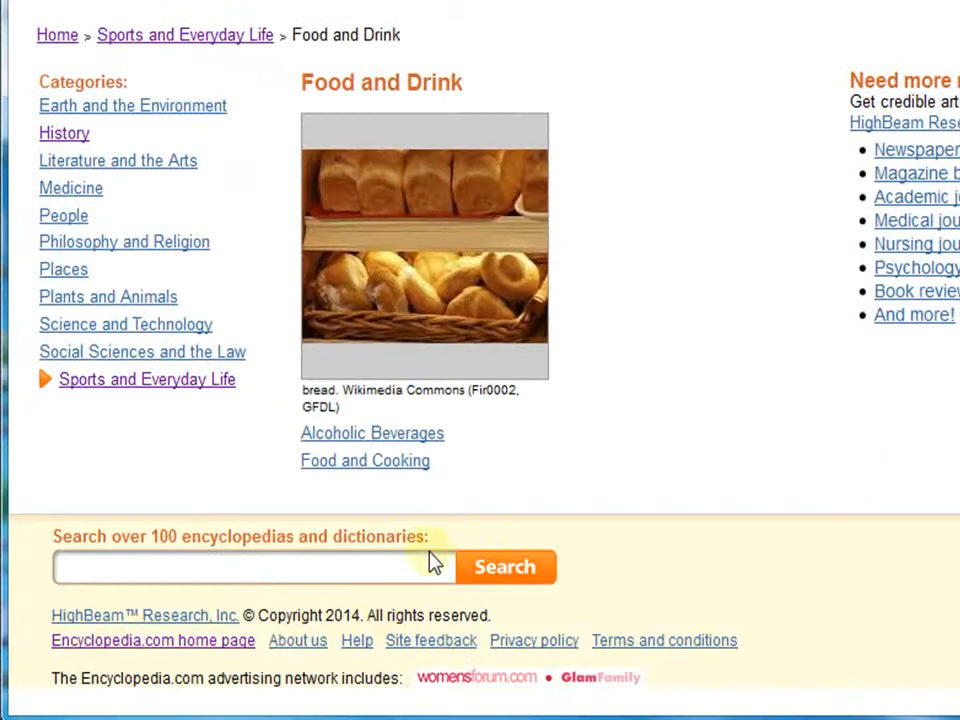 Home > Sports and Everyday Life > Food and Drink
Categories:
Earth and the Environment
History
Literature and the Arts
Medicine
People
Philosophy and Religion
Places
Plants and Animals
Science and Technology
Social Sciences and the Law
Sports and Everyday Life
Food and Drink
bread. Wikimedia Commons (Fir0002,
GFDL)
Alcoholic Beverages
Food and Cooking
Need more
Get credible
HighBeam
Newspaper
Magazine
Academic
Medical
Nursing
Psychology
Book
And more!
Search over 100 encyclopedias and dictionaries:
Search
HighBeam™ Research, Inc. © Copyright 2014. All rights reserved.
Encyclopedia.com home page About us Help Site feedback Privacy policy Terms and conditions
The Encyclopedia.com advertising network includes: womensforum.com • GlamFamily